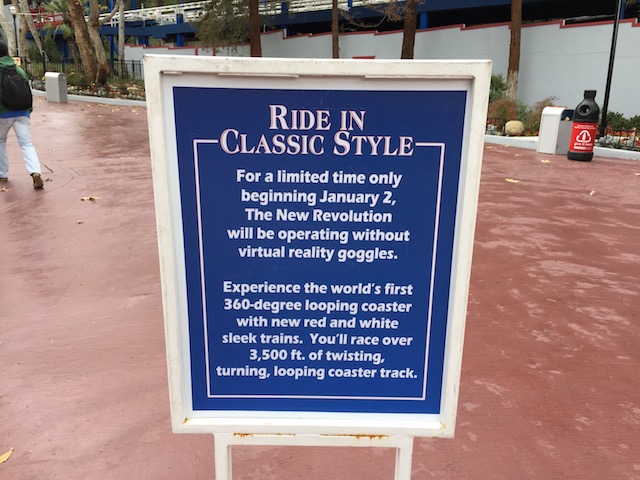 RIDE IN
CLASSIC STYLE
For a limited time only
beginning January 2,
The New Revolution
will be operating without
virtual reality goggles.
Experience the world's first
360-degree looping coaster
with new red and white
sleek trains. You'll race over
3,500 ft. of twisting,
turning, looping coaster track.